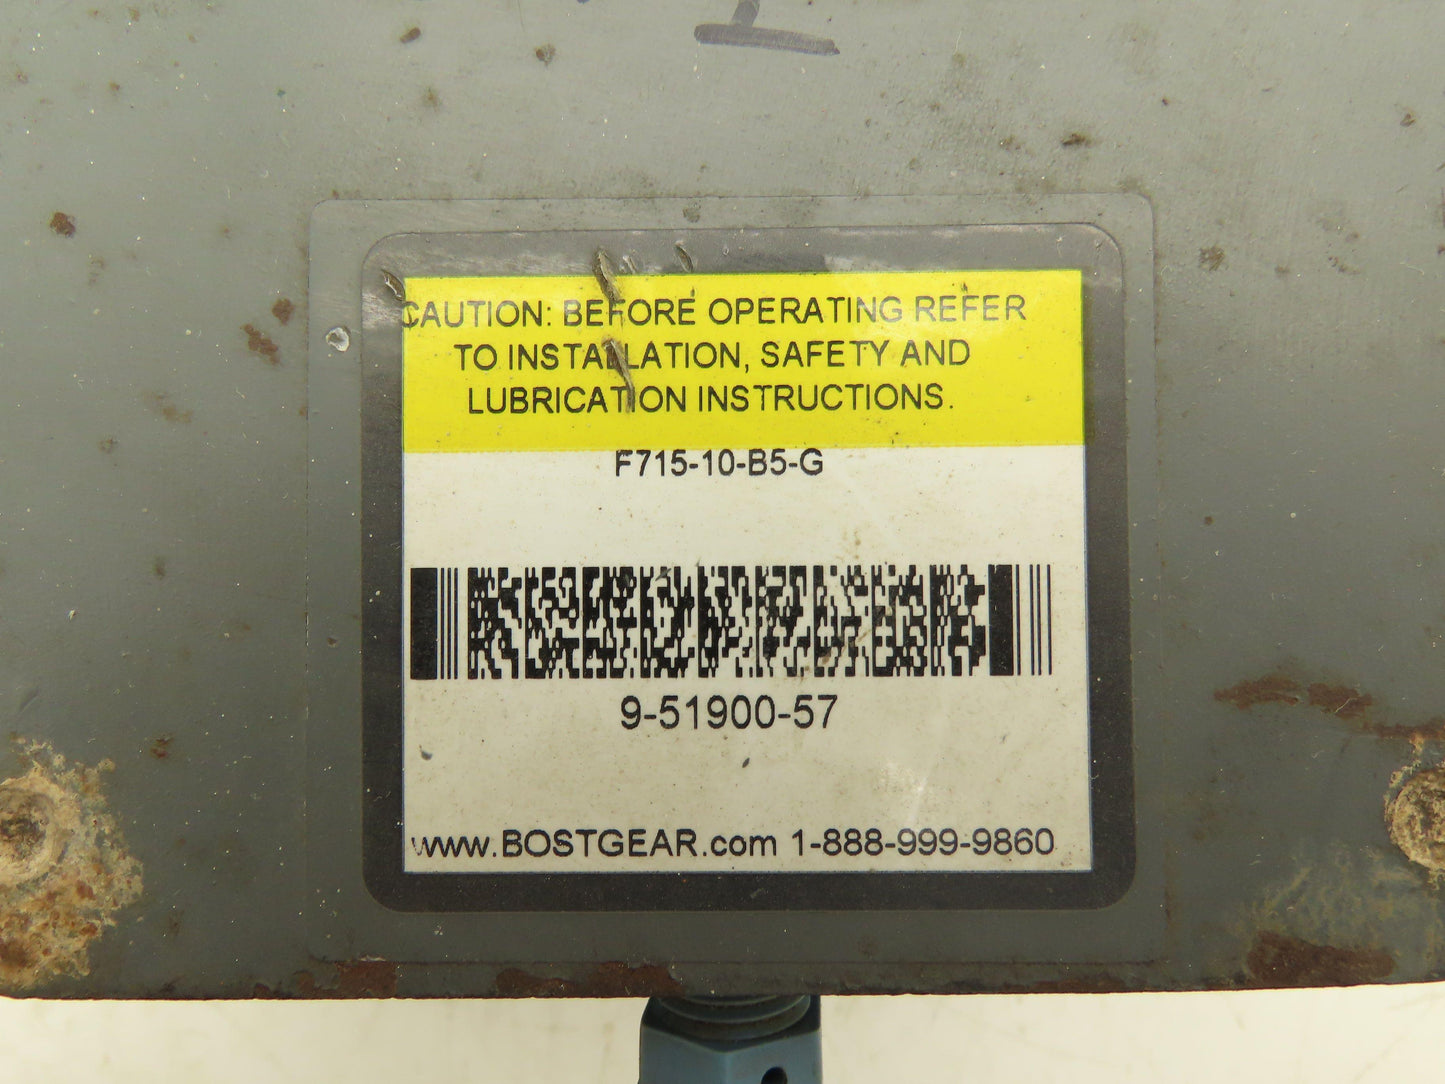 CAUTION: BEFORE OPERATING REFER
TO INSTALLATION, SAFETY AND
LUBRICATION INSTRUCTIONS.
F715-10-B5-G
9-51900-57
www.BOSTGEAR.com 1-888-999-9860